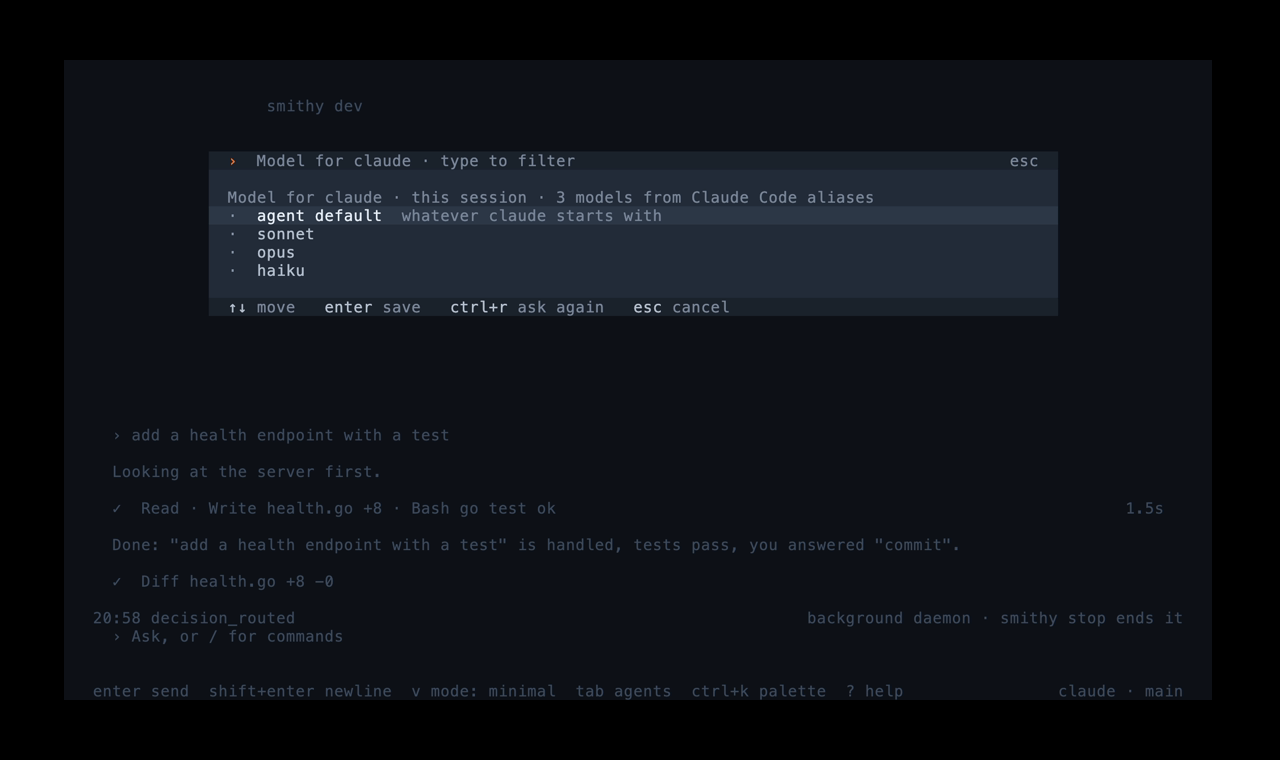 smithy dev
› Model for claude · type to filter esc
Model for claude · this session · 3 models from Claude Code aliases
· agent default whatever claude starts with
· sonnet
· opus
· haiku
↑↓ move enter save ctrl+r ask again esc cancel
› add a health endpoint with a test
Looking at the server first.
✓ Read · Write health.go +8 · Bash go test ok 1.5s
Done: "add a health endpoint with a test" is handled, tests pass, you answered "commit".
✓ Diff health.go +8 −0
20:58 decision_routed background daemon · smithy stop ends it
› Ask, or / for commands
enter send shift+enter newline v mode: minimal tab agents ctrl+k palette ? help claude · main